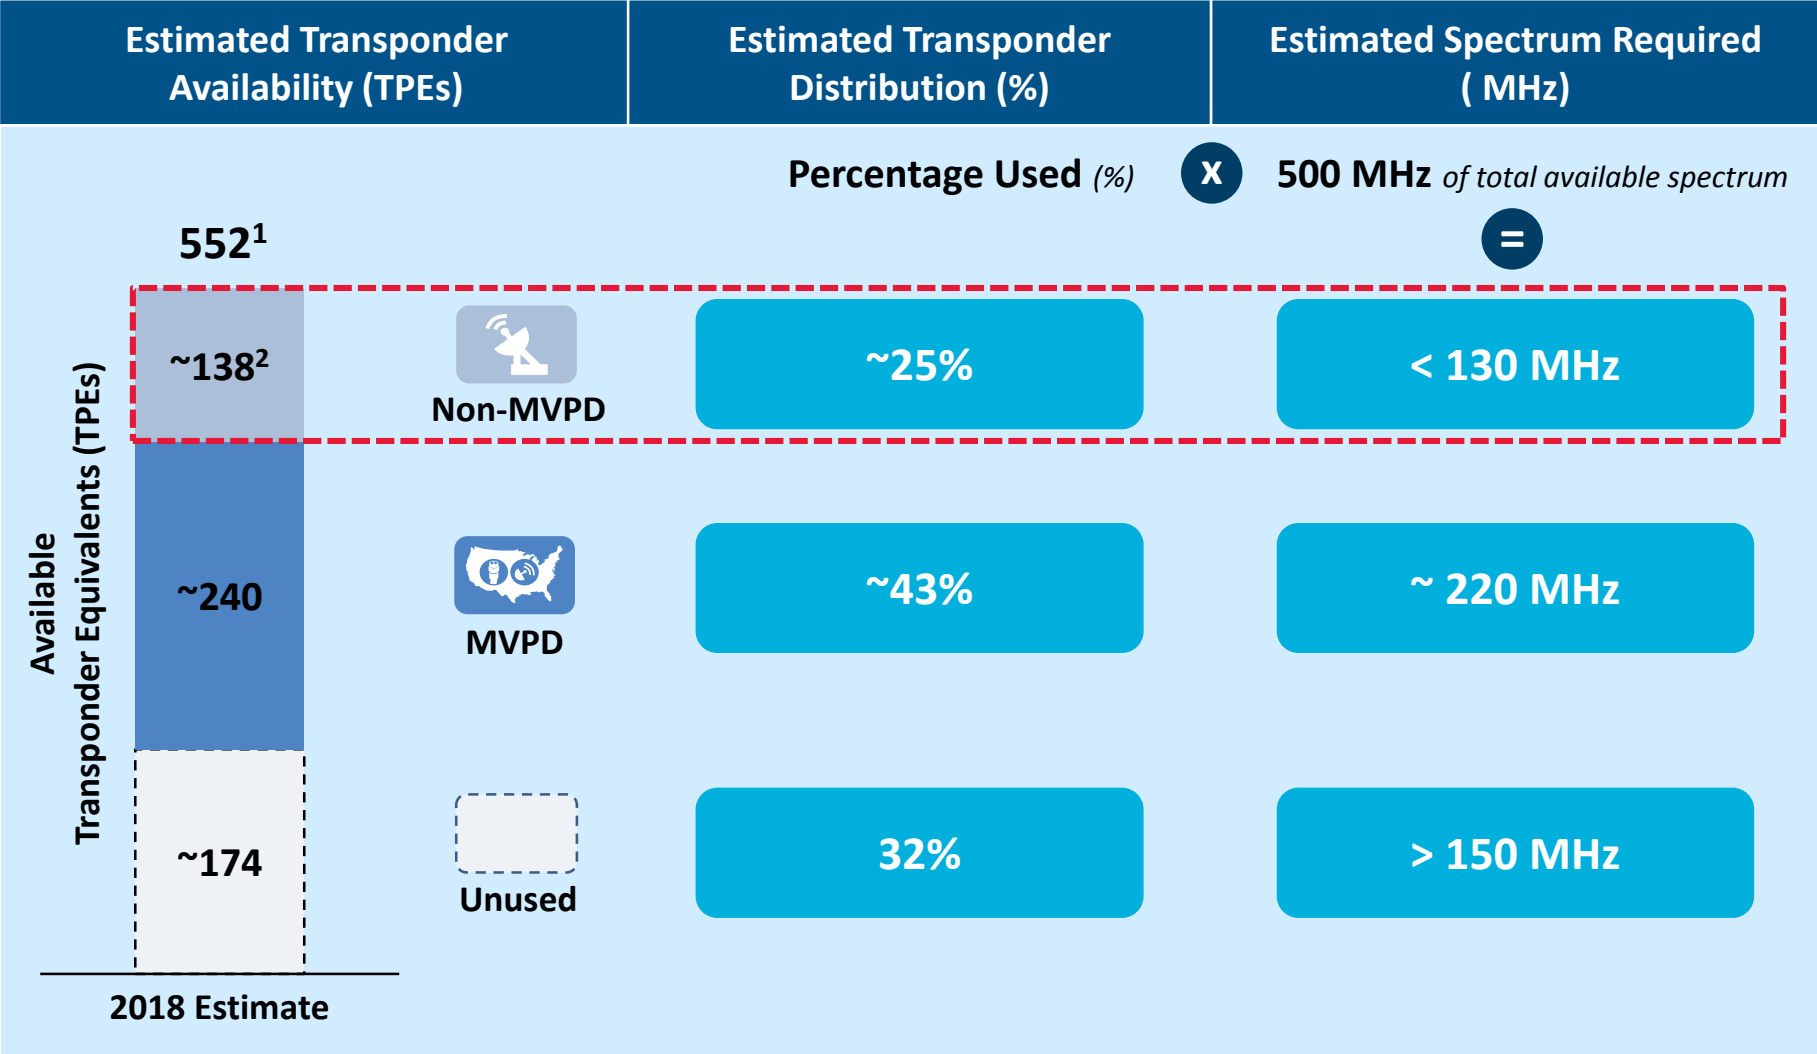 Estimated Transponder
Availability (TPEs)
Estimated Transponder
Distribution (%)
Estimated Spectrum Required
( MHz)
Percentage Used (%)
X
500 MHz of total available spectrum
=
552¹
Available
Transponder Equivalents (TPEs)
~138²
Non-MVPD
~25%
< 130 MHz
~240
MVPD
~43%
~ 220 MHz
~174
Unused
32%
> 150 MHz
2018 Estimate